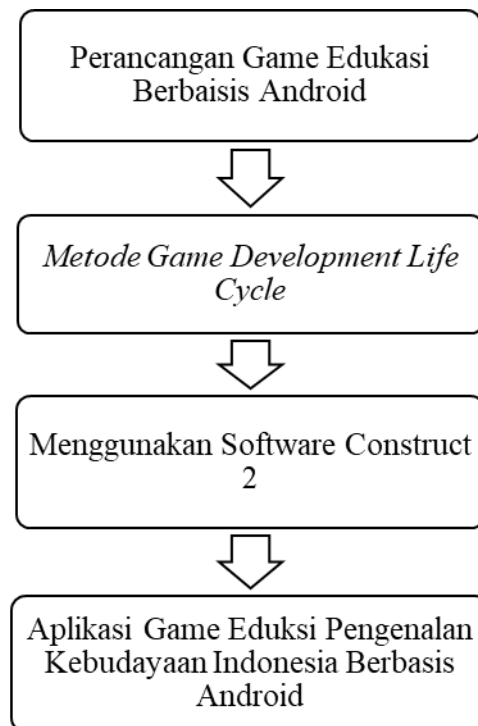 Perancangan Game Edukasi
Berbaisis Android
Metode Game Development Life
Cycle
Menggunakan Software Construct
2
Aplikasi Game Eduksi Pengenalan
Kebudayaan Indonesia Berbasis
Android